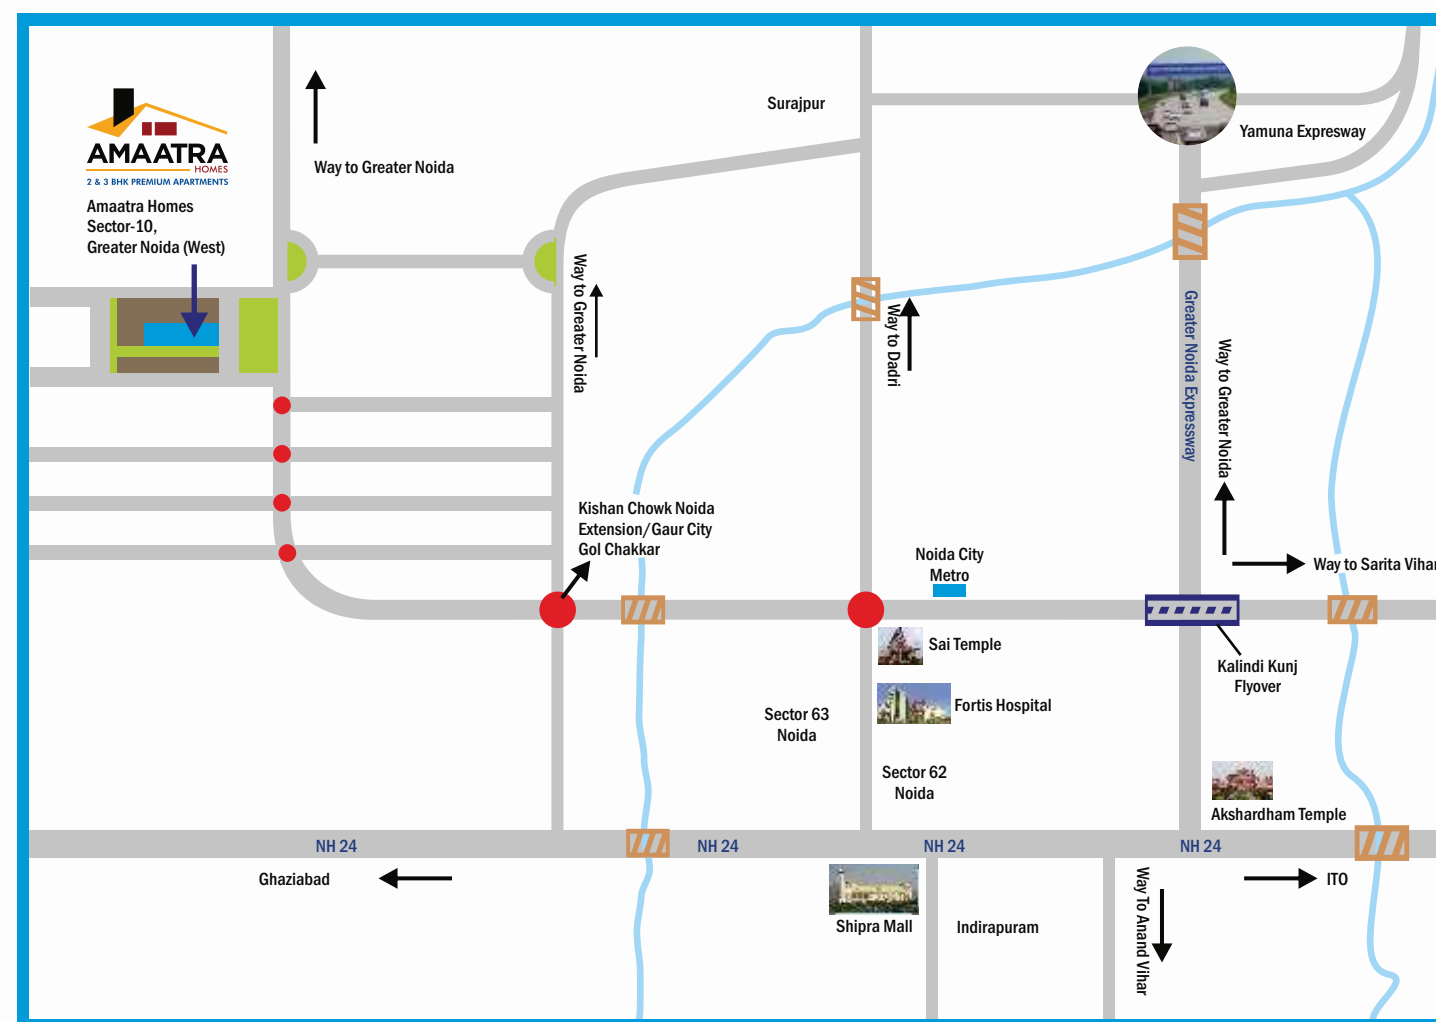 AMAATRA
HOMES
2 & 3 BHK PREMIUM APARTMENTS
Amaatra Homes
Sector-10,
Greater Noida (West)
Way to Greater Noida
Surajpur
Yamuna Expresway
Way to Greater Noida
Way to Dadri
Greater Noida Expressway
Way to Greater Noida
Kishan Chowk Noida
Extension/Gaur City
Gol Chakkar
Noida City
Metro
Way to Sarita Vihar
Sai Temple
Kalindi Kunj
Flyover
Fortis Hospital
Sector 63
Noida
Sector 62
Noida
Akshardham Temple
NH 24
NH 24
NH 24
NH 24
Ghaziabad
ITO
Way To Anand Vihar
Shipra Mall
Indirapuram